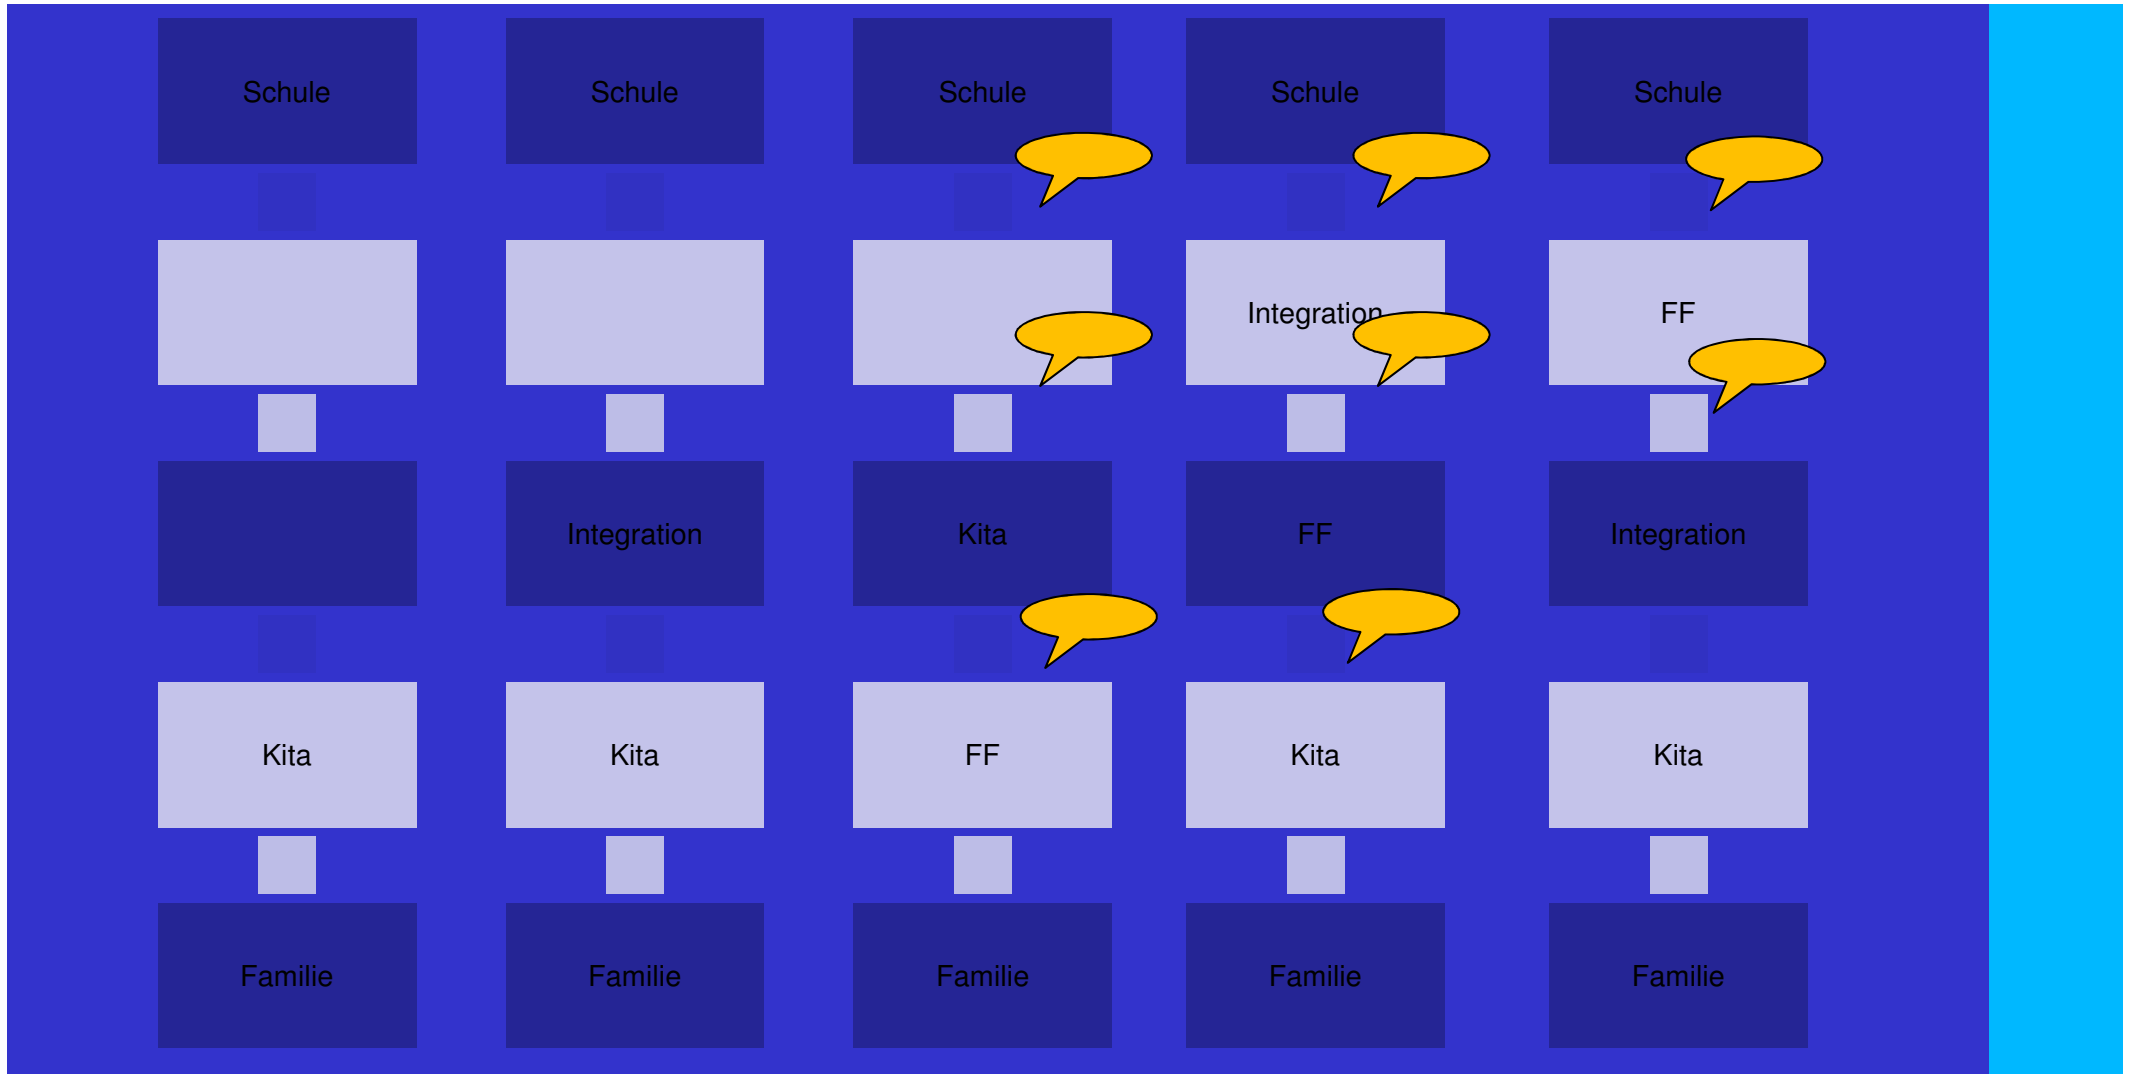 Schule
Schule
Schule
Schule
Schule
Integration
FF
Integration
Kita
FF
Integration
Kita
Kita
FF
Kita
Kita
Familie
Familie
Familie
Familie
Familie